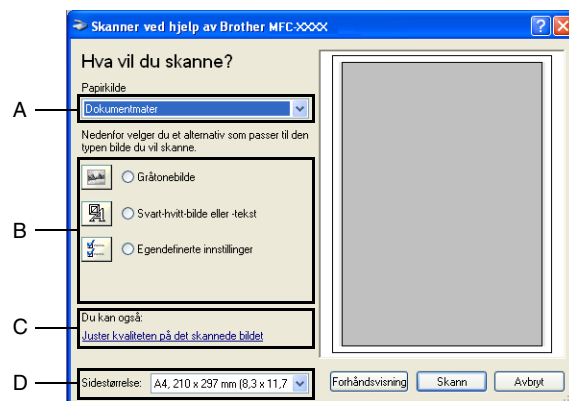 Skanner ved hjelp av Brother MFC-XXXX
Hva vil du skanne?
Papirkilde
A
Dokumentmater
Nedenfor velger du et alternativ som passer til den
typen bilde du vil skanne.
Gråtonebilde
B
Svart-hvitt-bilde eller -tekst
Egendefinerte innstillinger
C
Du kan også:
Juster kvaliteten på det skannede bildet
D
Sidestørrelse: A4, 210 x 297 mm (8,3 x 11,7
Forhåndsvisning Skann Avbryt